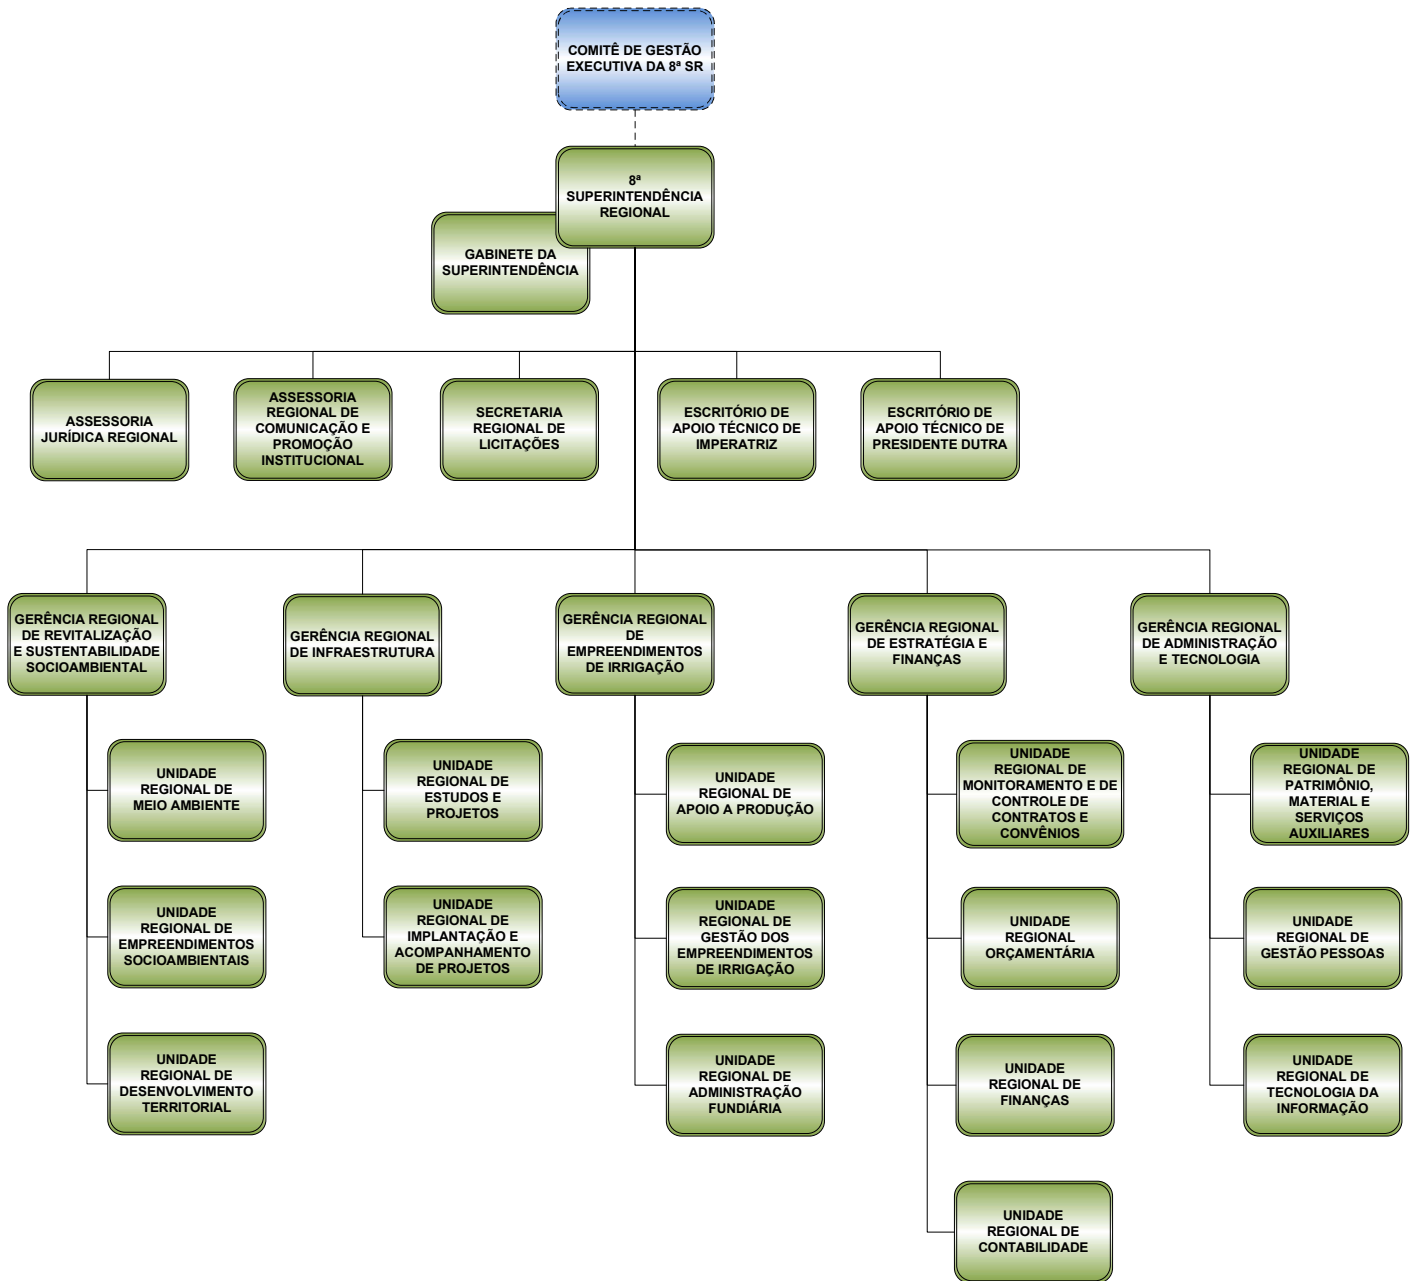 COMITÊ DE GESTÃO
EXECUTIVA DA 8ª SR
8ª
SUPERINTENDÊNCIA
REGIONAL
GABINETE DA
SUPERINTENDÊNCIA
ASSESSORIA
JURÍDICA REGIONAL
ASSESSORIA
REGIONAL DE
COMUNICAÇÃO E
PROMOÇÃO
INSTITUCIONAL
SECRETARIA
REGIONAL DE
LICITAÇÕES
ESCRITÓRIO DE
APOIO TÉCNICO DE
IMPERATRIZ
ESCRITÓRIO DE
APOIO TÉCNICO DE
PRESIDENTE DUTRA
GERÊNCIA REGIONAL
DE REVITALIZAÇÃO
E SUSTENTABILIDADE
SOCIOAMBIENTAL
GERÊNCIA REGIONAL
DE INFRAESTRUTURA
GERÊNCIA REGIONAL
DE
EMPREENDIMENTOS
DE IRRIGAÇÃO
GERÊNCIA REGIONAL
DE ESTRATÉGIA E
FINANÇAS
GERÊNCIA REGIONAL
DE ADMINISTRAÇÃO
E TECNOLOGIA
UNIDADE
REGIONAL DE
MEIO AMBIENTE
UNIDADE
REGIONAL DE
ESTUDOS E
PROJETOS
UNIDADE
REGIONAL DE
APOIO A PRODUÇÃO
UNIDADE
REGIONAL DE
MONITORAMENTO E DE
CONTROLE DE
CONTRATOS E
CONVÊNIOS
UNIDADE
REGIONAL DE
PATRIMÔNIO,
MATERIAL E
SERVIÇOS
AUXILIARES
UNIDADE
REGIONAL DE
EMPREENDIMENTOS
SOCIOAMBIENTAIS
UNIDADE
REGIONAL DE
IMPLANTAÇÃO E
ACOMPANHAMENTO
DE PROJETOS
UNIDADE
REGIONAL DE
GESTÃO DOS
EMPREENDIMENTOS
DE IRRIGAÇÃO
UNIDADE
REGIONAL
ORÇAMENTÁRIA
UNIDADE
REGIONAL DE
GESTÃO PESSOAS
UNIDADE
REGIONAL DE
DESENVOLVIMENTO
TERRITORIAL
UNIDADE
REGIONAL DE
ADMINISTRAÇÃO
FUNDIÁRIA
UNIDADE
REGIONAL DE
FINANÇAS
UNIDADE
REGIONAL DE
TECNOLOGIA DA
INFORMAÇÃO
UNIDADE
REGIONAL DE
CONTABILIDADE